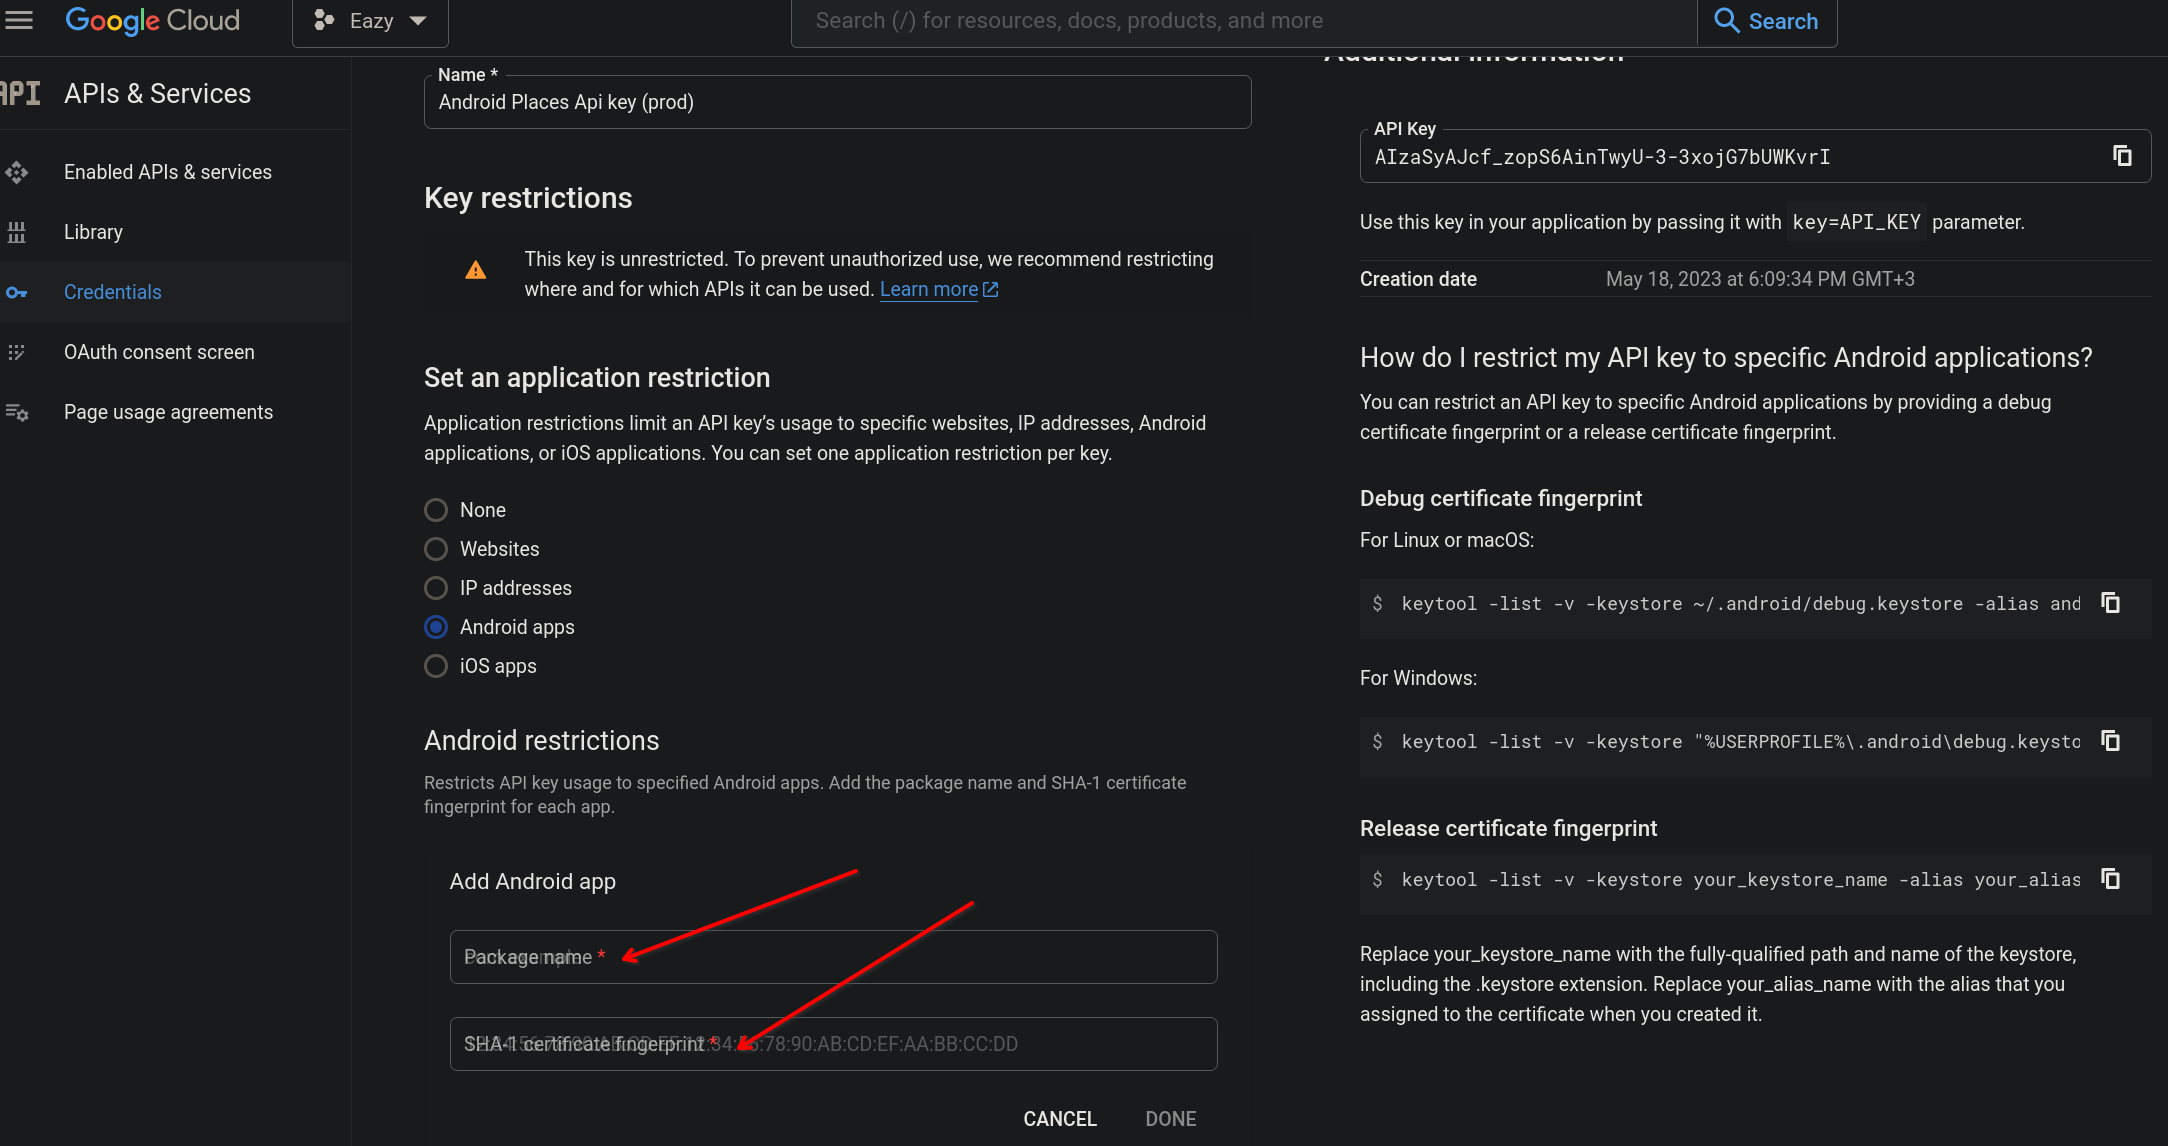 Google Cloud
Eazy
Search (/) for resources, docs, products, and more
Search
API
APIs & Services
Enabled APIs & services
Library
Credentials
OAuth consent screen
Page usage agreements
Name *
Android Places Api key (prod)
Key restrictions
This key is unrestricted. To prevent unauthorized use, we recommend restricting
where and for which APIs it can be used. Learn more
Set an application restriction
Application restrictions limit an API key’s usage to specific websites, IP addresses, Android
applications, or iOS applications. You can set one application restriction per key.
None
Websites
IP addresses
Android apps
iOS apps
Android restrictions
Restricts API key usage to specified Android apps. Add the package name and SHA-1 certificate
fingerprint for each app.
Add Android app
Package name *
SHA-1 certificate fingerprint *
:78:90:AB:CD:EF:AA:BB:CC:DD
CANCEL
DONE
Additional information
API Key
AIzaSyAJcf_zopS6AinTwyU-3-3xojG7bUWKvrI
Use this key in your application by passing it with key=API_KEY parameter.
Creation date May 18, 2023 at 6:09:34 PM GMT+3
How do I restrict my API key to specific Android applications?
You can restrict an API key to specific Android applications by providing a debug
certificate fingerprint or a release certificate fingerprint.
Debug certificate fingerprint
For Linux or macOS:
$ keytool -list -v -keystore ~/.android/debug.keystore -alias and
For Windows:
$ keytool -list -v -keystore "%USERPROFILE%\.android\debug.keysto
Release certificate fingerprint
$ keytool -list -v -keystore your_keystore_name -alias your_alias
Replace your_keystore_name with the fully-qualified path and name of the keystore,
including the .keystore extension. Replace your_alias_name with the alias that you
assigned to the certificate when you created it.